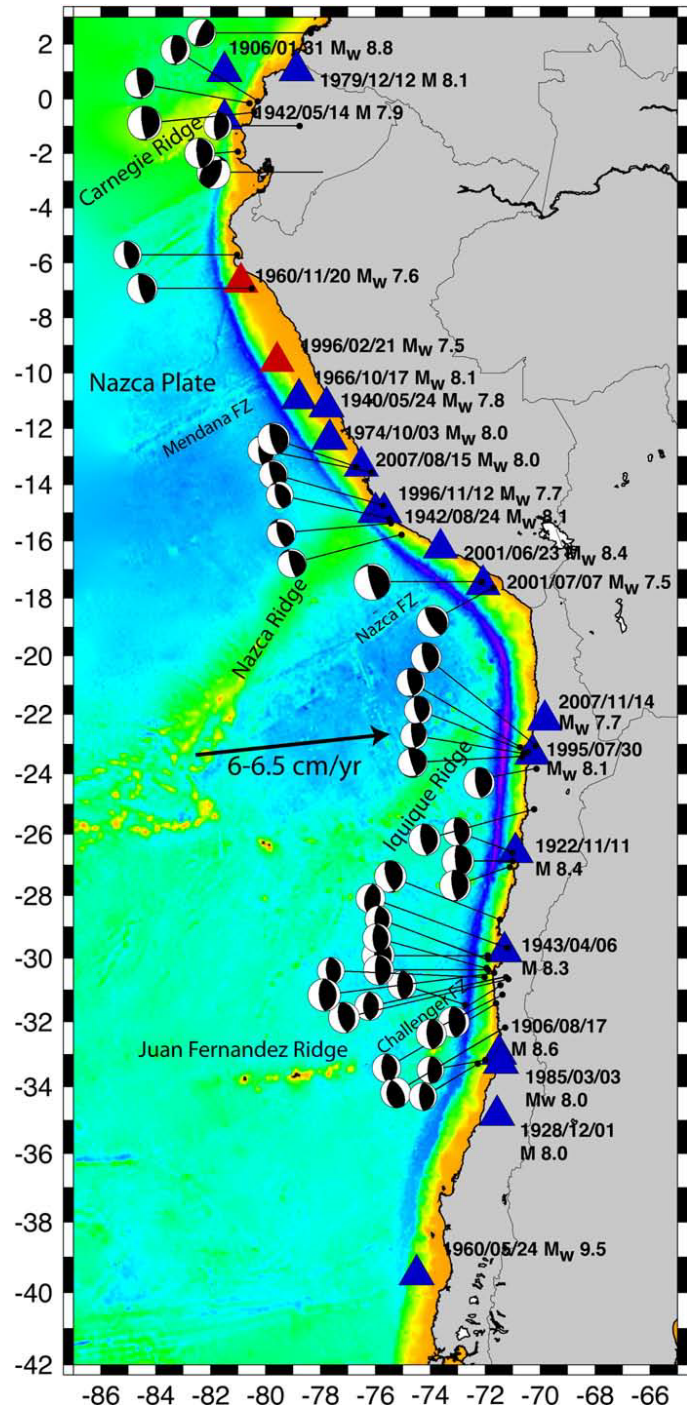 2
1906/01/31 Mw 8.8
1979/12/12 M 8.1
0
1942/05/14 M 7.9
Carnegie Ridge
-2
-4
-6
1960/11/20 Mw 7.6
-8
1996/02/21 Mw 7.5
-10
Nazca Plate
1966/10/17 Mw 8.1
1940/05/24 Mw 7.8
Mendana FZ
-12
1974/10/03 Mw 8.0
2007/08/15 Mw 8.0
-14
1996/11/12 Mw 7.7
1942/08/24 Mw 8.1
-16
2001/06/23 Mw 8.4
2001/07/07 Mw 7.5
-18
Nazca Ridge
Nazca FZ
-20
-22
2007/11/14
Mw 7.7
6-6.5 cm/yr
1995/07/30
Mw 8.1
-24
Iquique Ridge
-26
1922/11/11
M 8.4
-28
1943/04/06
M 8.3
-30
Challenger FZ
-32
1906/08/17
M 8.6
Juan Fernandez Ridge
1985/03/03
Mw 8.0
-34
1928/12/01
M 8.0
-36
-38
1960/05/24 Mw 9.5
-40
-42
-86 -84 -82 -80 -78 -76 -74 -72 -70 -68 -66